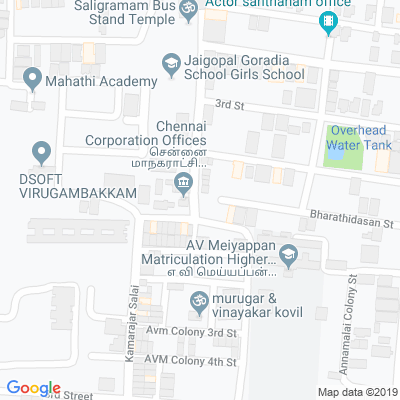 Saligramam Bus
Stand Temple
Actor santhanam office
Jaigopal Goradia
School Girls School
Mahathi Academy
3rd St
Chennai
Corporation Offices
சென்னை
மாநகராட்சி...
Overhead
Water Tank
DSOFT
VIRUGAMBAKKAM
Bharathidasan St
AV Meiyappan
Matriculation Higher...
எ வி மெய்யப்பன்...
Kamarajar Salai
murugar &
vinayakar kovil
Annamalai Colony St
Avm Colony 3rd St
AVM Colony 4th St
3rd Street
Google
Map data ©2019